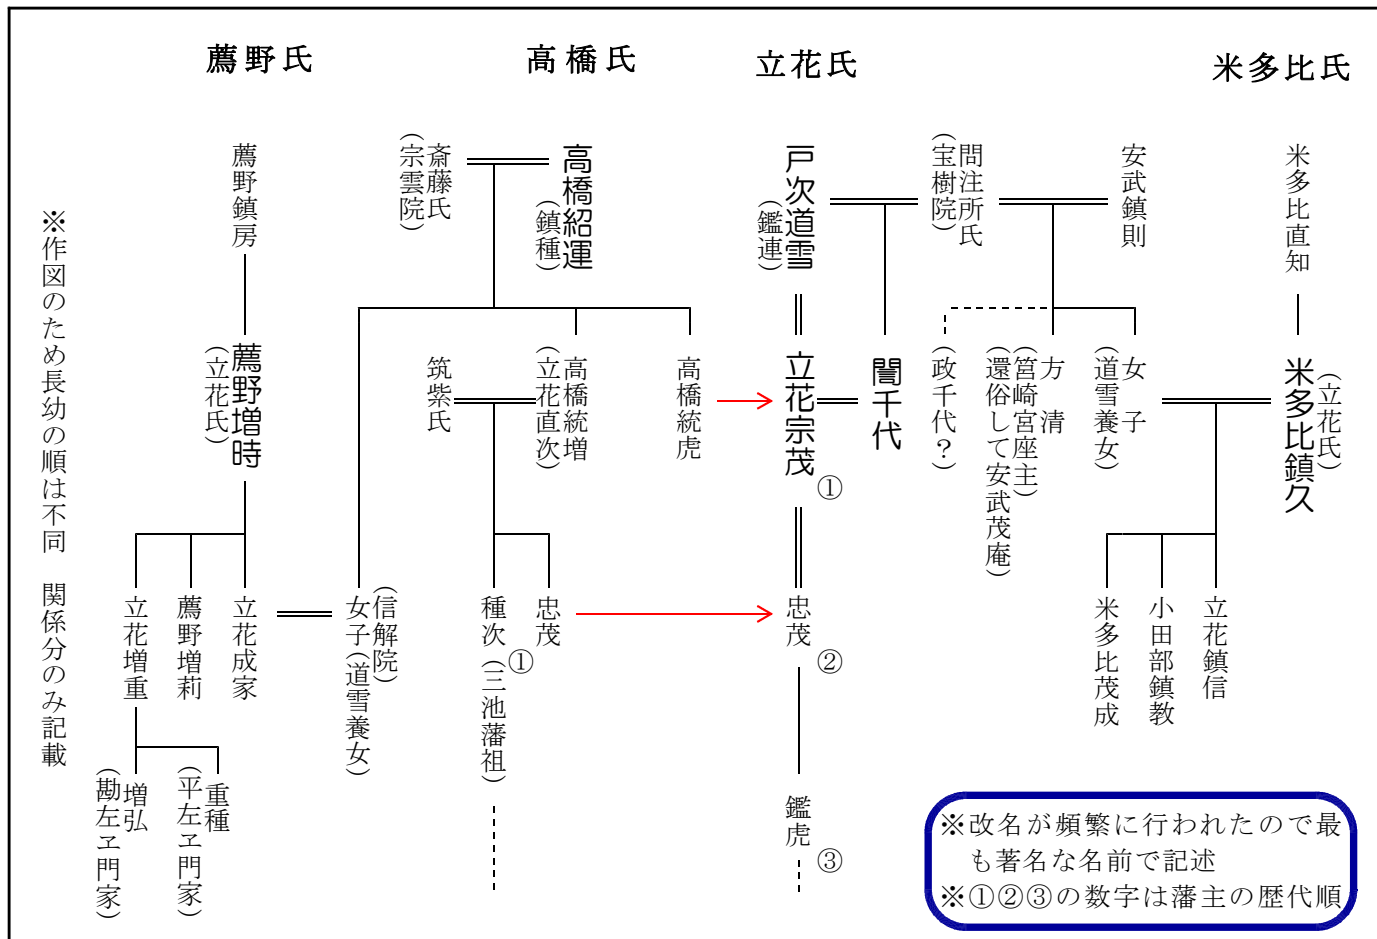 薦野氏
高橋氏
立花氏
米多比氏
米多比直知
米多比鎮久
(立花氏)
安武鎮則
問注所氏
(宝樹院)
戸次道雪
(鑑連)
高橋紹運
(鎮種)
斎藤氏
(宗雲院)
薦野鎮房
薦野増時
(立花氏)
女子
(道雪養女)
方清
(筥崎宮座主)
(還俗して安武茂庵)
(政千代?)
誾千代
立花宗茂
①
高橋統虎
高橋統増
(立花直次)
筑紫氏
立花鎮信
小田部鎮教
米多比茂成
忠茂
②
忠茂
種次(三池藩祖)
①
(信解院)
女子(道雪養女)
立花成家
薦野増莉
立花増重
鑑虎
③
重種
(平左ヱ門家)
増弘
(勘左ヱ門家)
※作図のため長幼の順は不同 関係分のみ記載
※改名が頻繁に行われたので最
も著名な名前で記述
※①②③の数字は藩主の歴代順